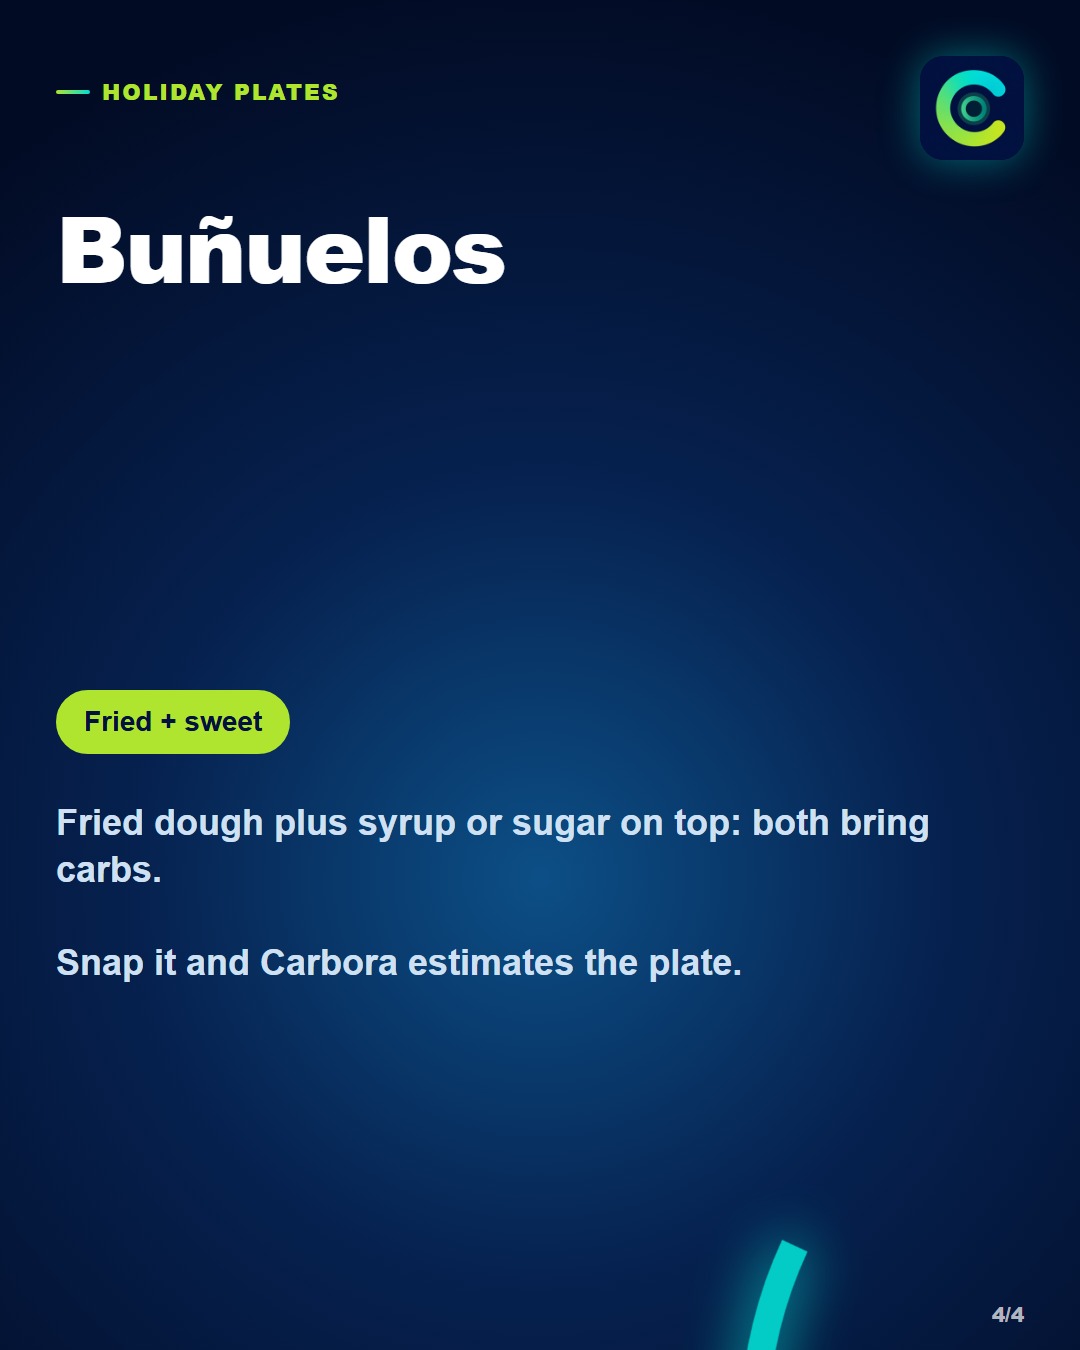 HOLIDAY PLATES
Buñuelos
Fried + sweet
Fried dough plus syrup or sugar on top: both bring
carbs.
Snap it and Carbora estimates the plate.
4/4